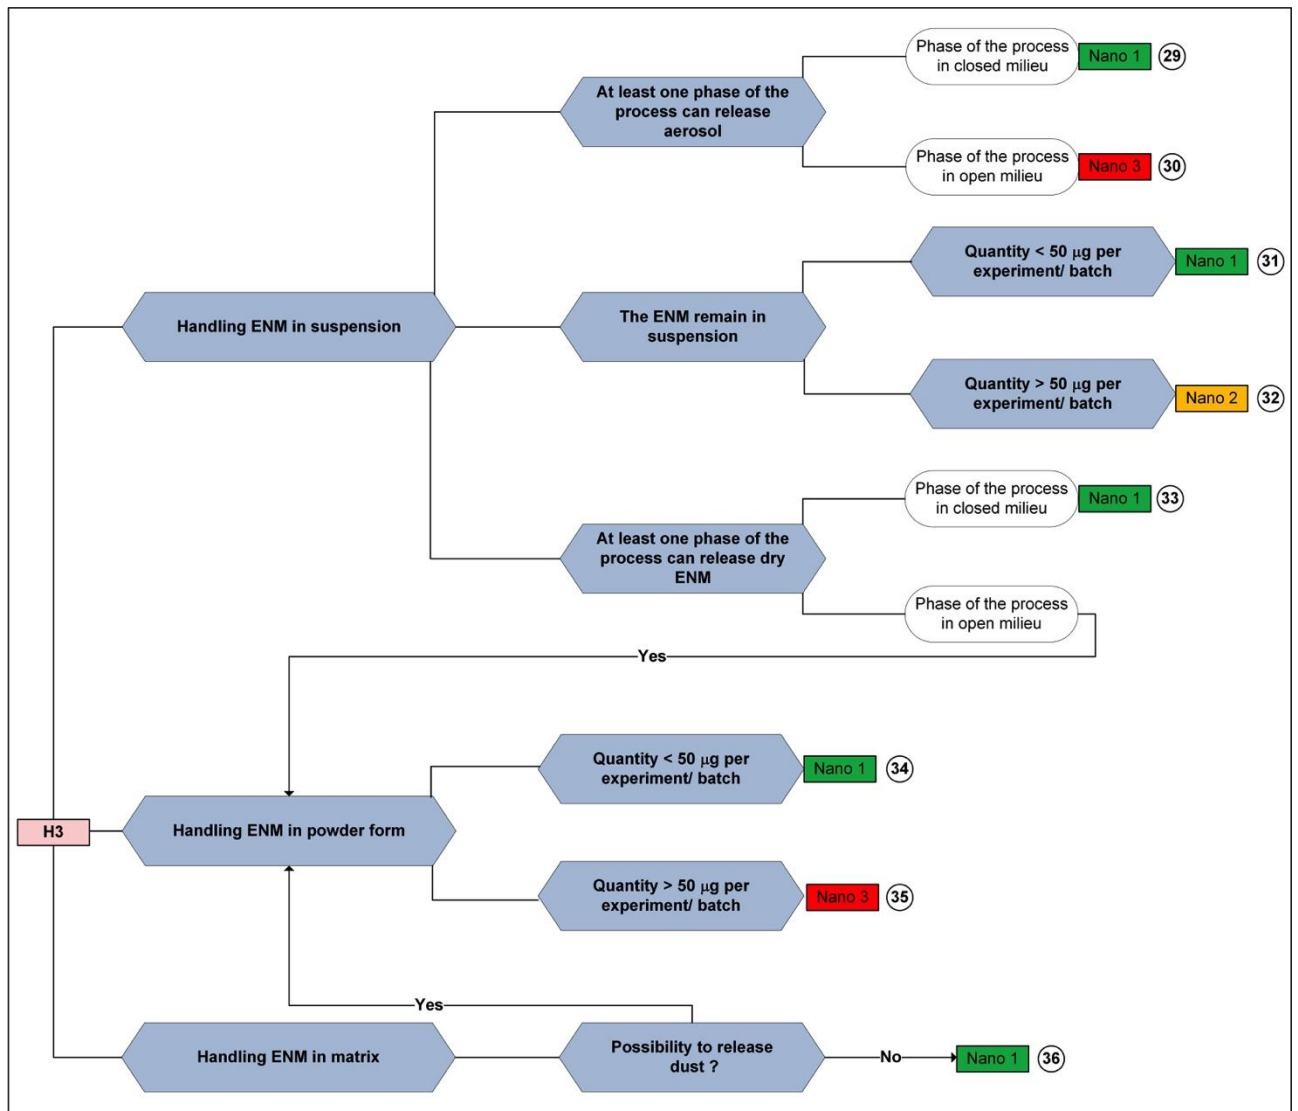 Phase of the process
in closed milieu
Nano 1
29
At least one phase of the
process can release
aerosol
Phase of the process
in open milieu
Nano 3
30
Quantity < 50 µg per
experiment/ batch
Nano 1
31
Handling ENM in suspension
The ENM remain in
suspension
Quantity > 50 µg per
experiment/ batch
Nano 2
32
Phase of the process
in closed milieu
Nano 1
33
At least one phase of the
process can release dry
ENM
Phase of the process
in open milieu
Yes
Quantity < 50 µg per
experiment/ batch
Nano 1
34
H3
Handling ENM in powder form
Quantity > 50 µg per
experiment/ batch
Nano 3
35
Yes
Handling ENM in matrix
Possibility to release
dust ?
No
Nano 1
36